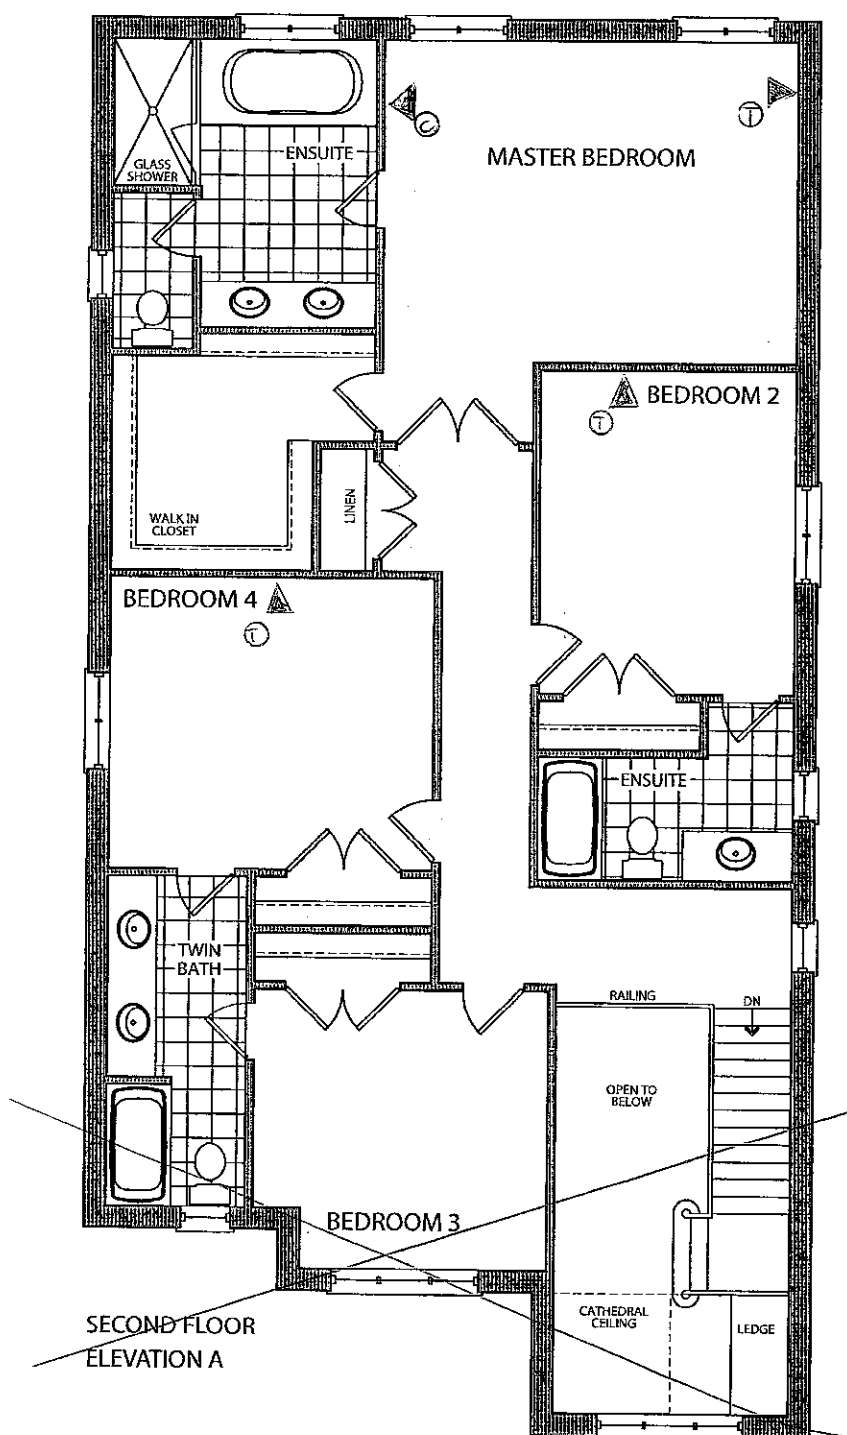 GLASS
SHOWER
ENSUITE
C
T
MASTER BEDROOM
BEDROOM 2
T
WALK IN
CLOSET
LINEN
BEDROOM 4
T
ENSUITE
TWIN
BATH
RAILING
DN
OPEN TO
BELOW
BEDROOM 3
CATHEDRAL
CEILING
LEDGE
SECOND FLOOR
ELEVATION A